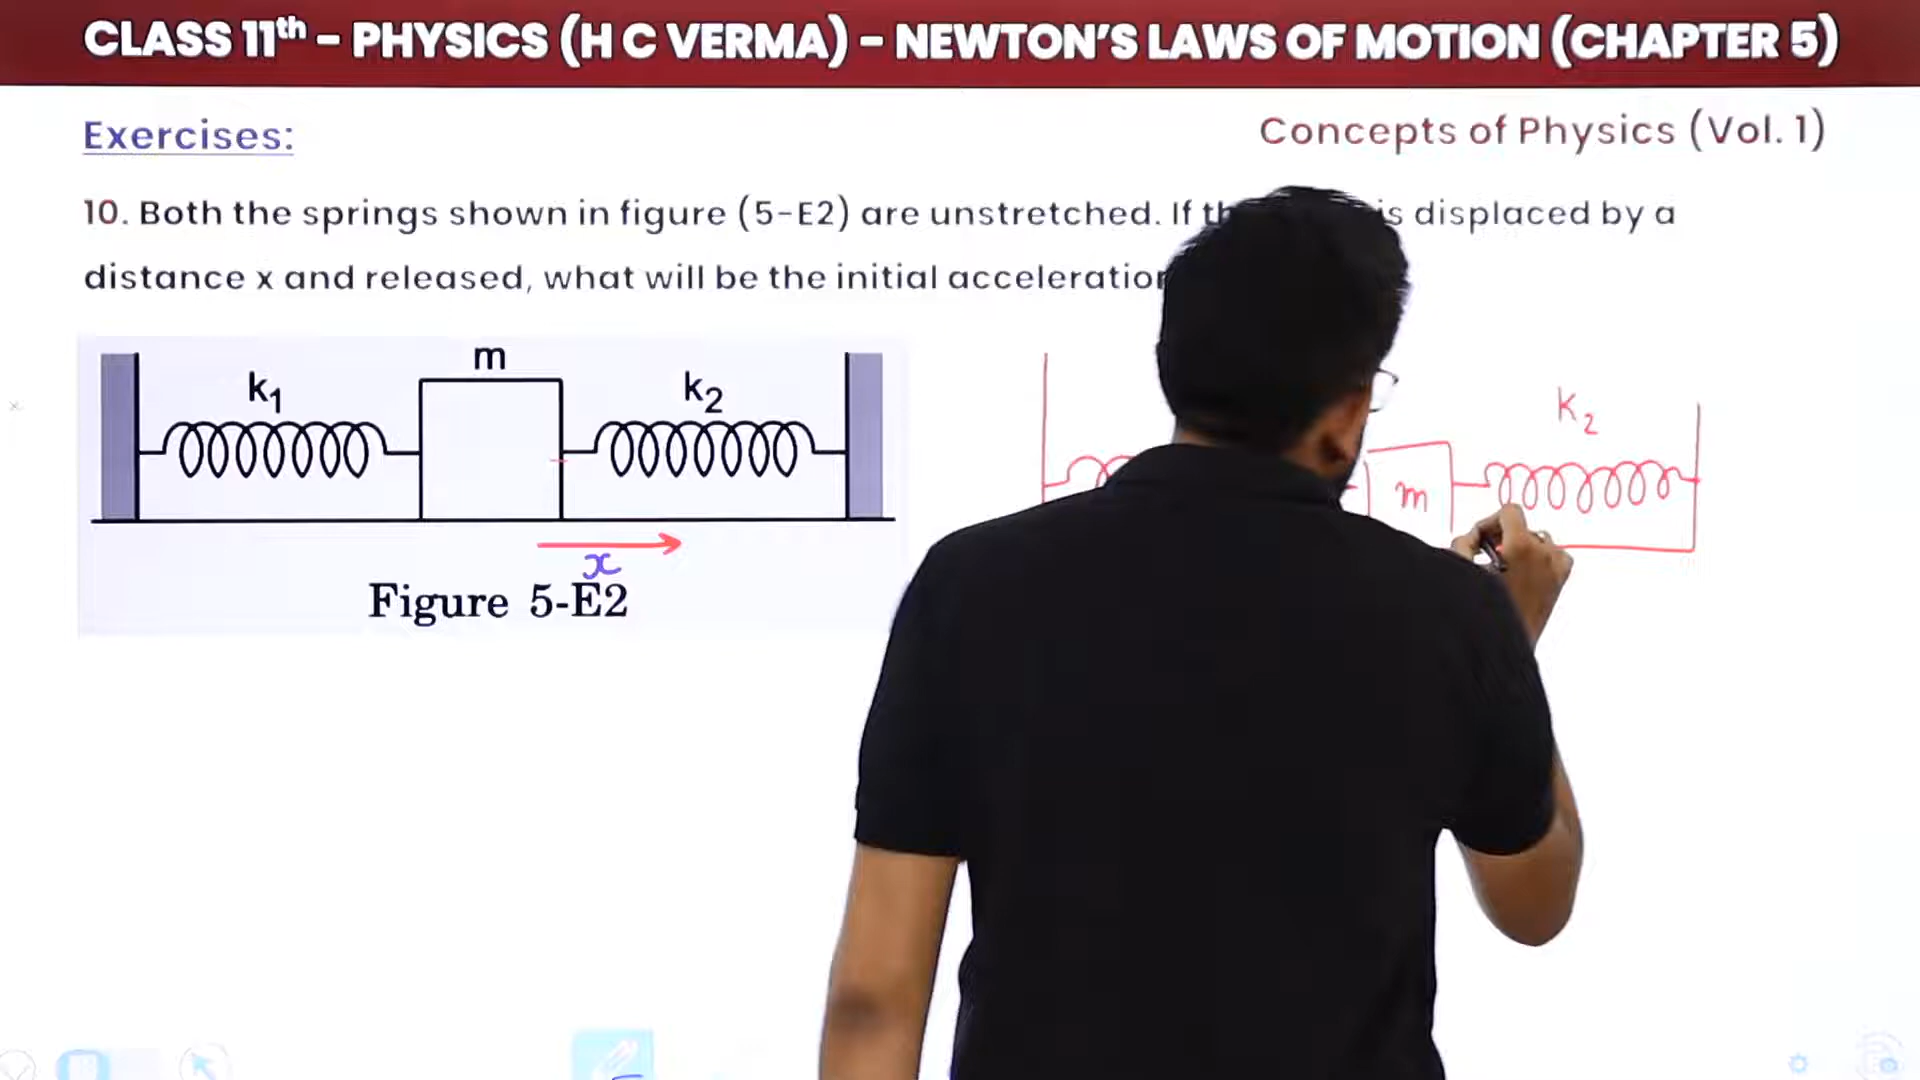 CLASS 11th - PHYSICS (H C VERMA) - NEWTON'S LAWS OF MOTION (CHAPTER 5)
Exercises:
Concepts of Physics (Vol. 1)
10. Both the springs shown in figure (5-E2) are unstretched. If is displaced by a
distance x and released, what will be the initial
m
k1
k2
K2
m
x
Figure 5-E2